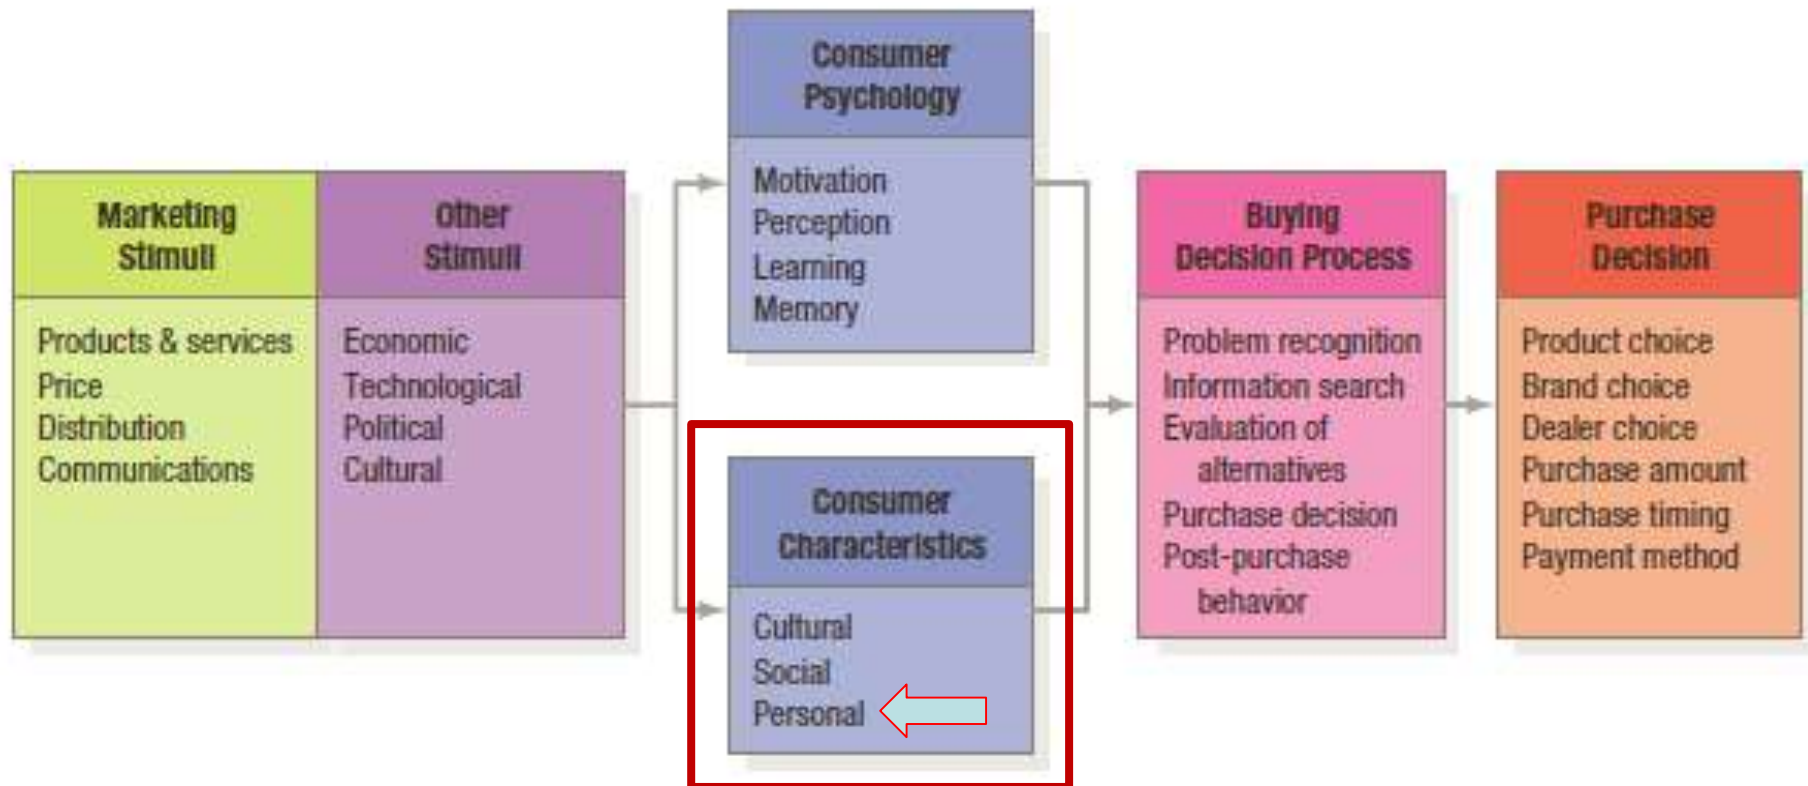 Marketing
Stimuli
Products & services
Price
Distribution
Communications
Other
Stimuli
Economic
Technological
Political
Cultural
Consumer
Psychology
Motivation
Perception
Learning
Memory
Consumer
Characteristics
Cultural
Social
Personal
Buying
Decision Process
Problem recognition
Information search
Evaluation of
alternatives
Purchase decision
Post-purchase
behavior
Purchase
Decision
Product choice
Brand choice
Dealer choice
Purchase amount
Purchase timing
Payment method